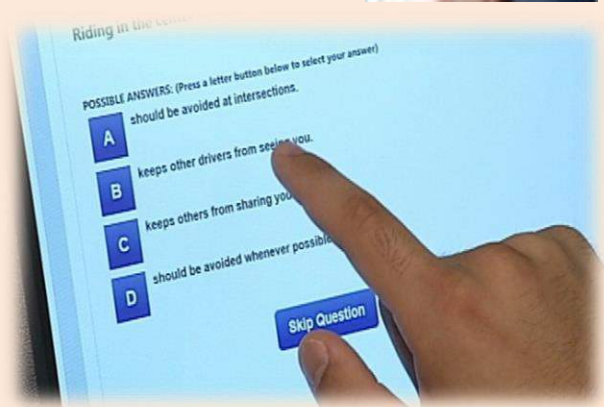 Riding in the
POSSIBLE ANSWERS: (Press a letter button below to select your answer)
A should be avoided at intersections.
B keeps other drivers from seeing you.
C keeps others from sharing
D should be avoided whenever
Skip Question